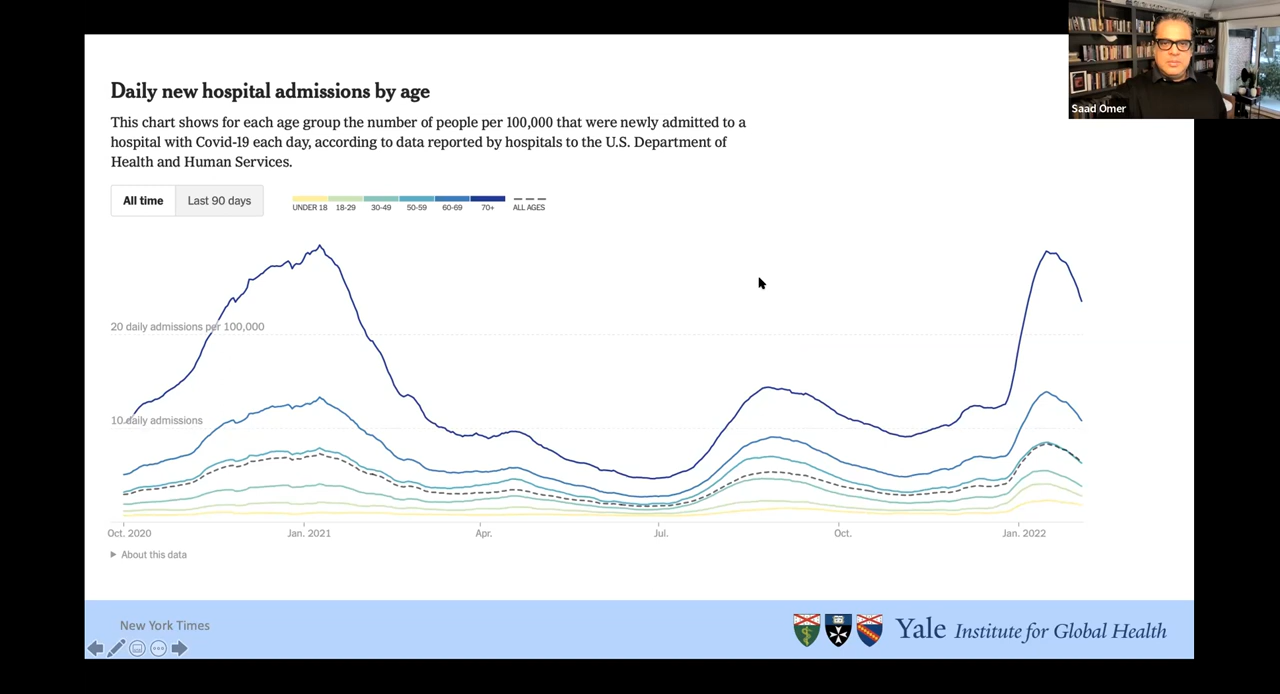 Saad Omer
Daily new hospital admissions by age
This chart shows for each age group the number of people per 100,000 that were newly admitted to a
hospital with Covid-19 each day, according to data reported by hospitals to the U.S. Department of
Health and Human Services.
All time
Last 90 days
UNDER 18
18-29
30-49
50-59
60-69
70+
ALL AGES
20 daily admissions per 100,000
10 daily admissions
Oct. 2020
Jan. 2021
Apr.
Jul.
Oct.
Jan. 2022
About this data
New York Times
Yale Institute for Global Health